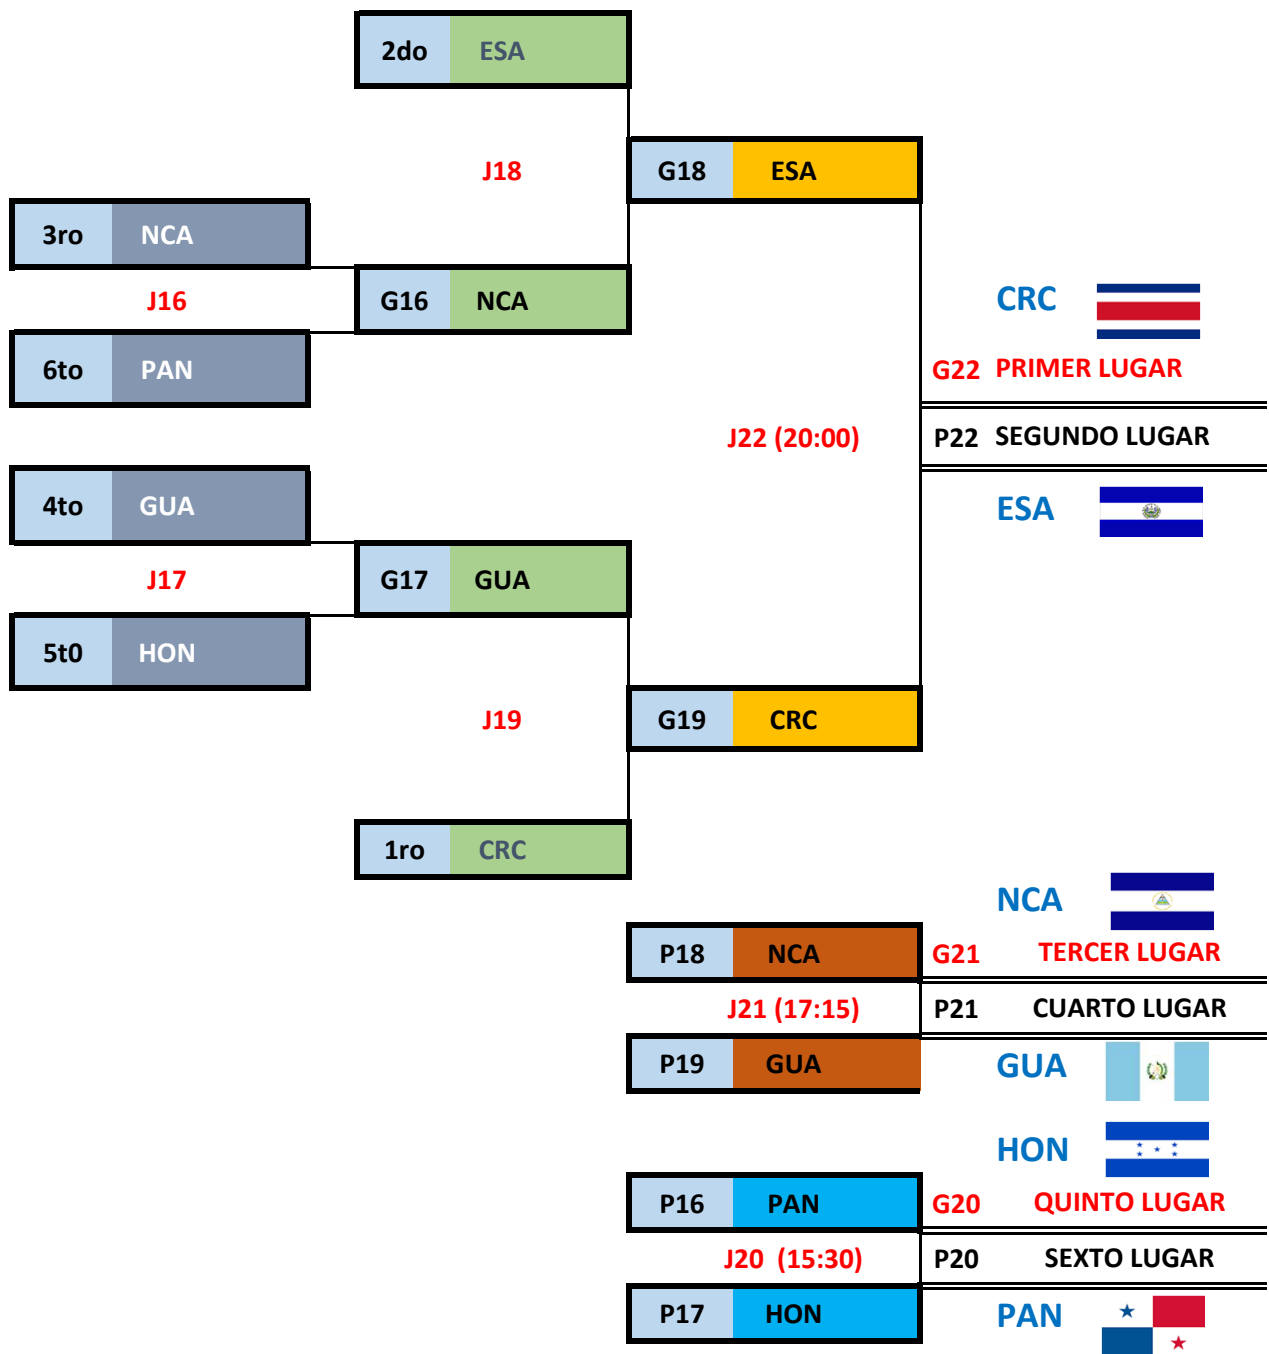 2do ESA
J18
G18 ESA
3ro NCA
J16
G16 NCA
6to PAN
CRC
G22 PRIMER LUGAR
J22 (20:00)
P22 SEGUNDO LUGAR
ESA
4to GUA
J17
G17 GUA
5t0 HON
J19
G19 CRC
1ro CRC
NCA
P18 NCA
G21 TERCER LUGAR
J21 (17:15)
P21 CUARTO LUGAR
P19 GUA
GUA
HON
P16 PAN
G20 QUINTO LUGAR
J20 (15:30)
P20 SEXTO LUGAR
P17 HON
PAN